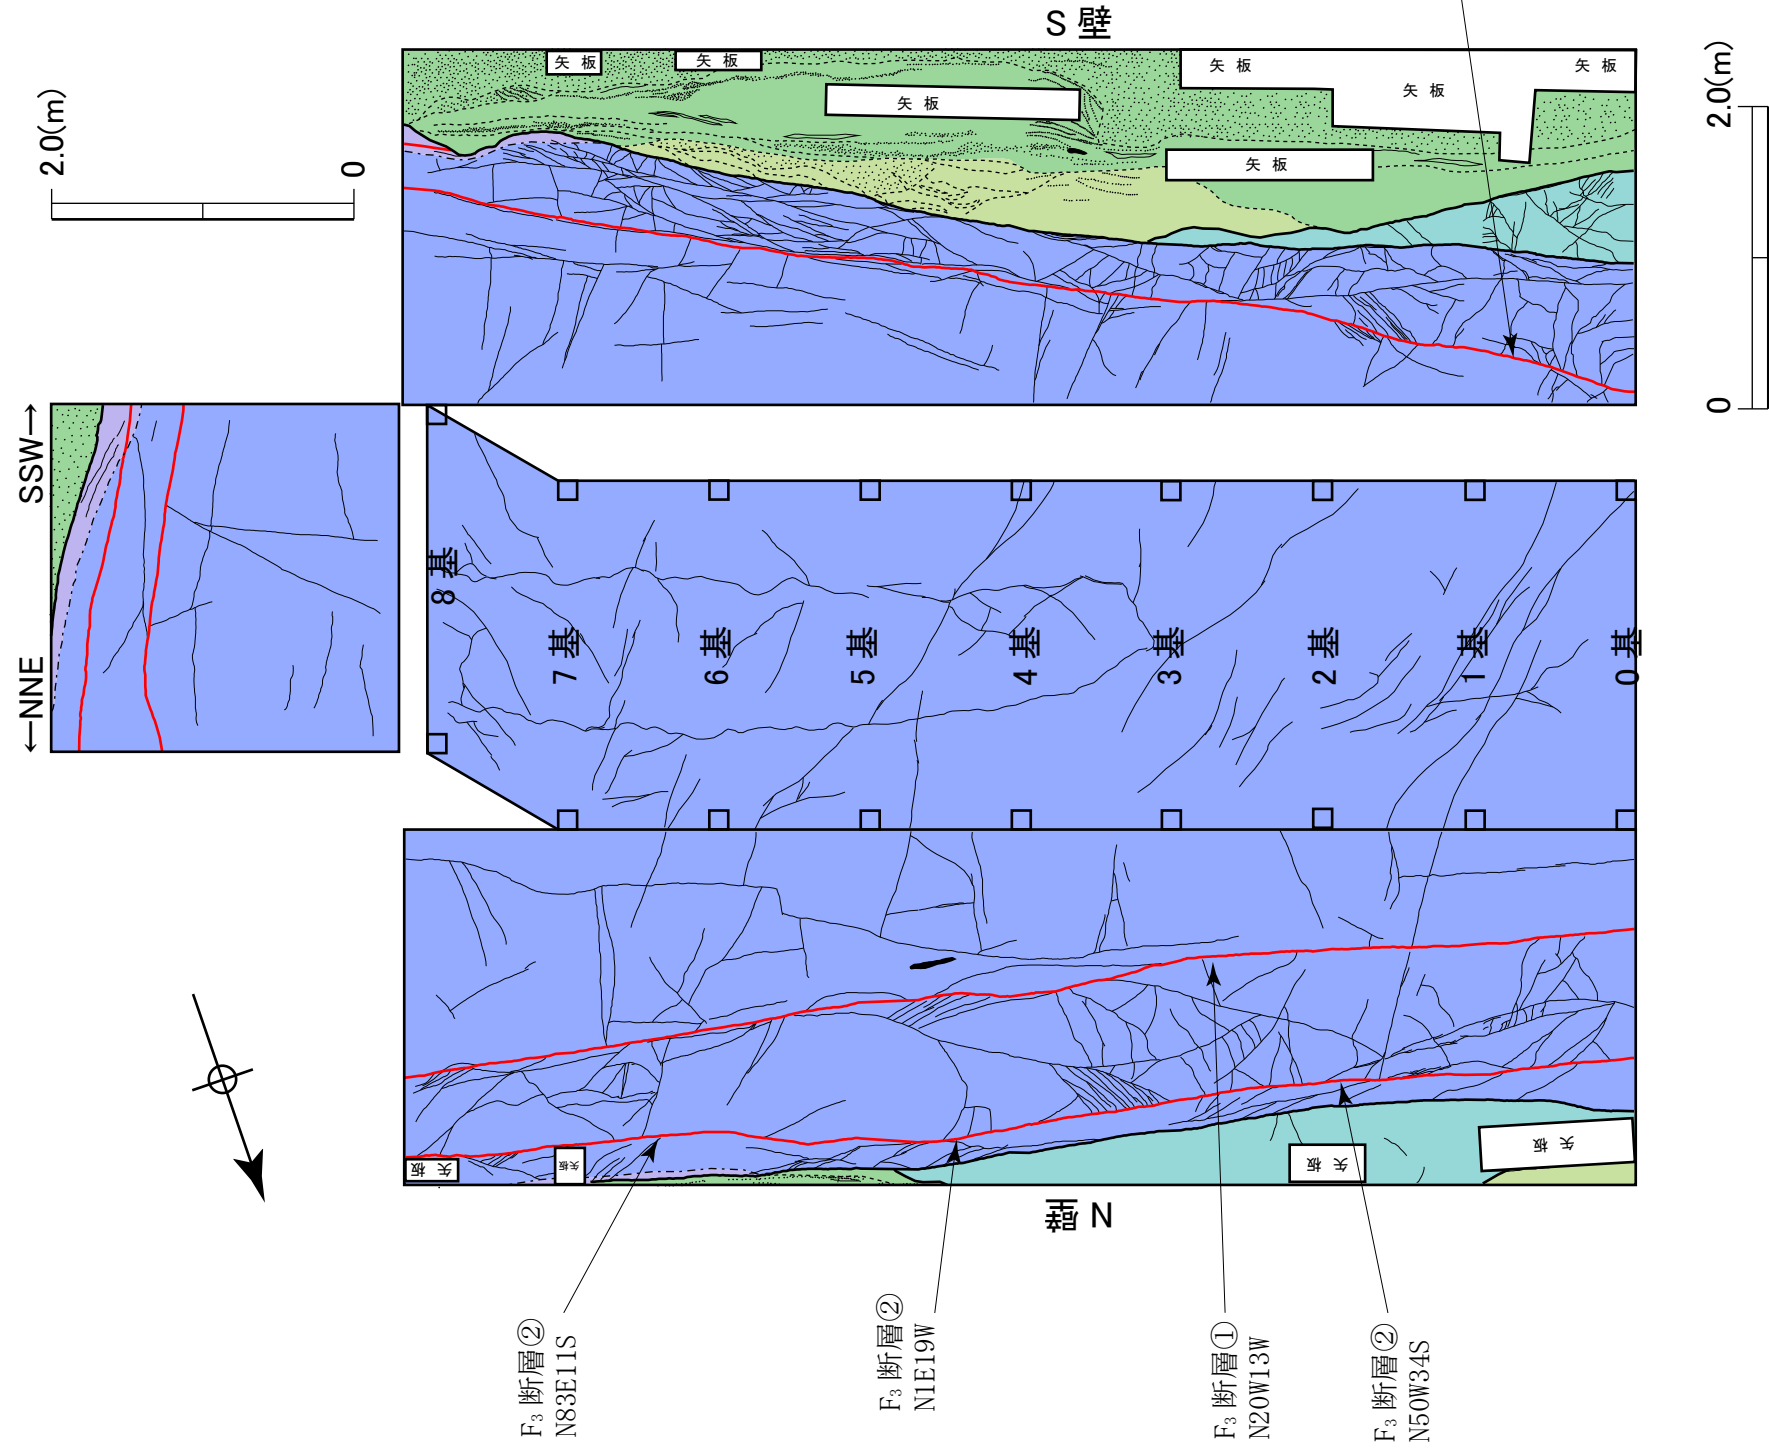 S 壁
矢 板
矢 板
矢 板
矢 板
矢 板
矢 板
矢 板
2.0(m)
0
2.0(m)
0
SSW→
←NNE
8 基
7 基
6 基
5 基
4 基
3 基
2 基
1 基
0 基
矢 板
矢板
矢 板
矢 板
N 壁
F₃ 断層②
N83E11S
F₃ 断層②
N1E19W
F₃ 断層①
N20W13W
F₃ 断層②
N50W34S